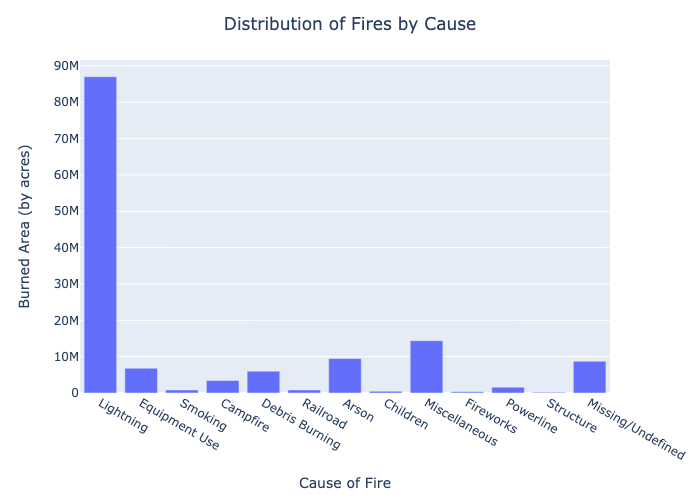 Distribution of Fires by Cause
Burned Area (by acres)
90M
80M
70M
60M
50M
40M
30M
20M
10M
0
Lightning
Equipment Use
Smoking
Campfire
Debris Burning
Railroad
Arson
Children
Miscellaneous
Fireworks
Powerline
Structure
Missing/Undefined
Cause of Fire